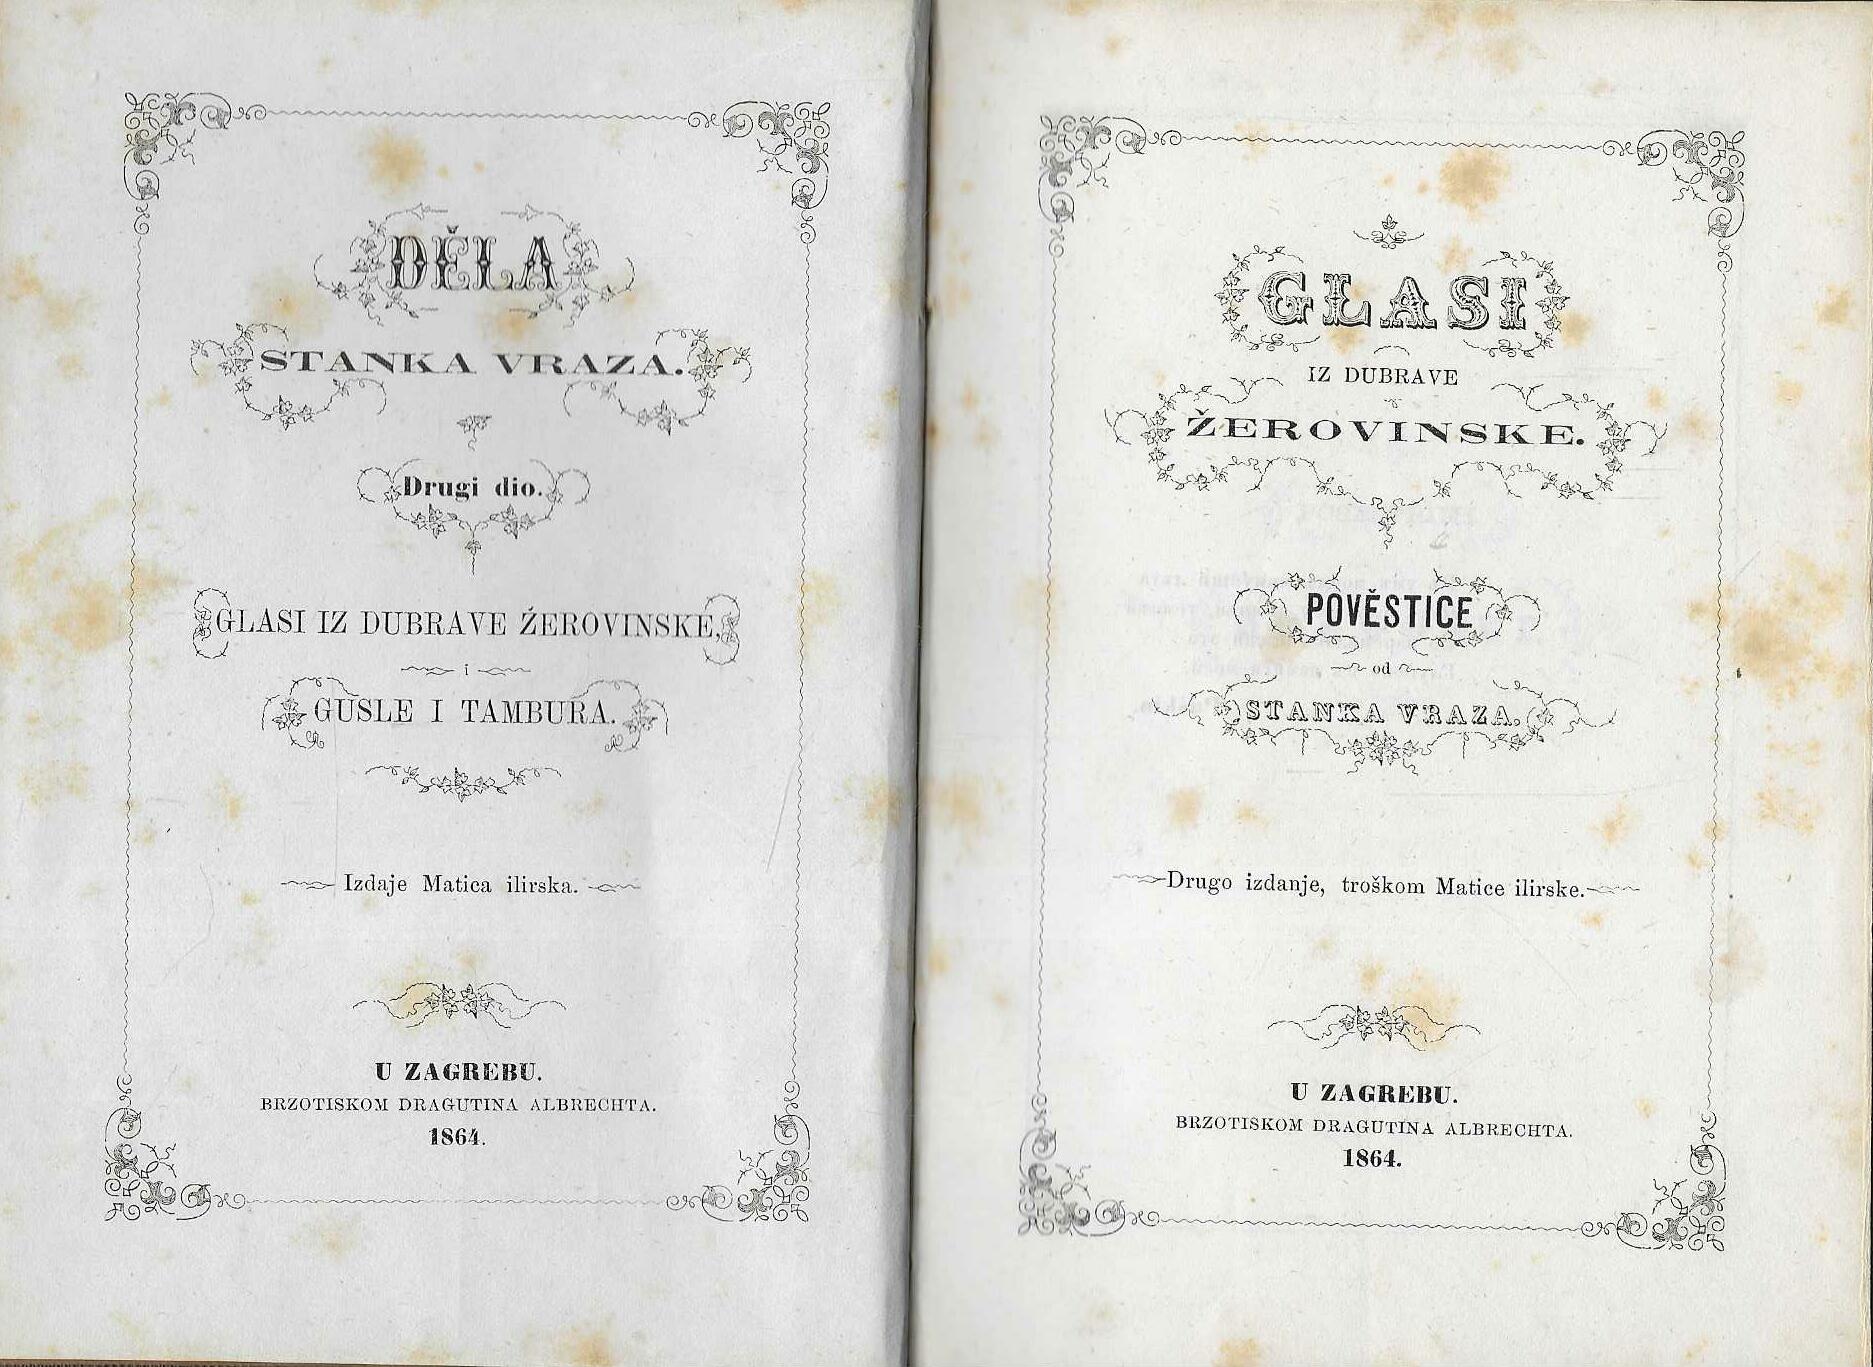 DĚLA
STANKA VRAZA.
Drugi dio.
GLASI IZ DUBRAVE ŽEROVINSKE,
i
GUSLE I TAMBURA.
Izdaje Matica ilirska.
U ZAGREBU.
BRZOTISKOM DRAGUTINA ALBRECHTA.
1864.
GLASI
IZ DUBRAVE
ŽEROVINSKE.
POVĚSTICE
od
STANKA VRAZA.
Drugo izdanje, troškom Matice ilirske.
U ZAGREBU.
BRZOTISKOM DRAGUTINA ALBRECHTA.
1864.